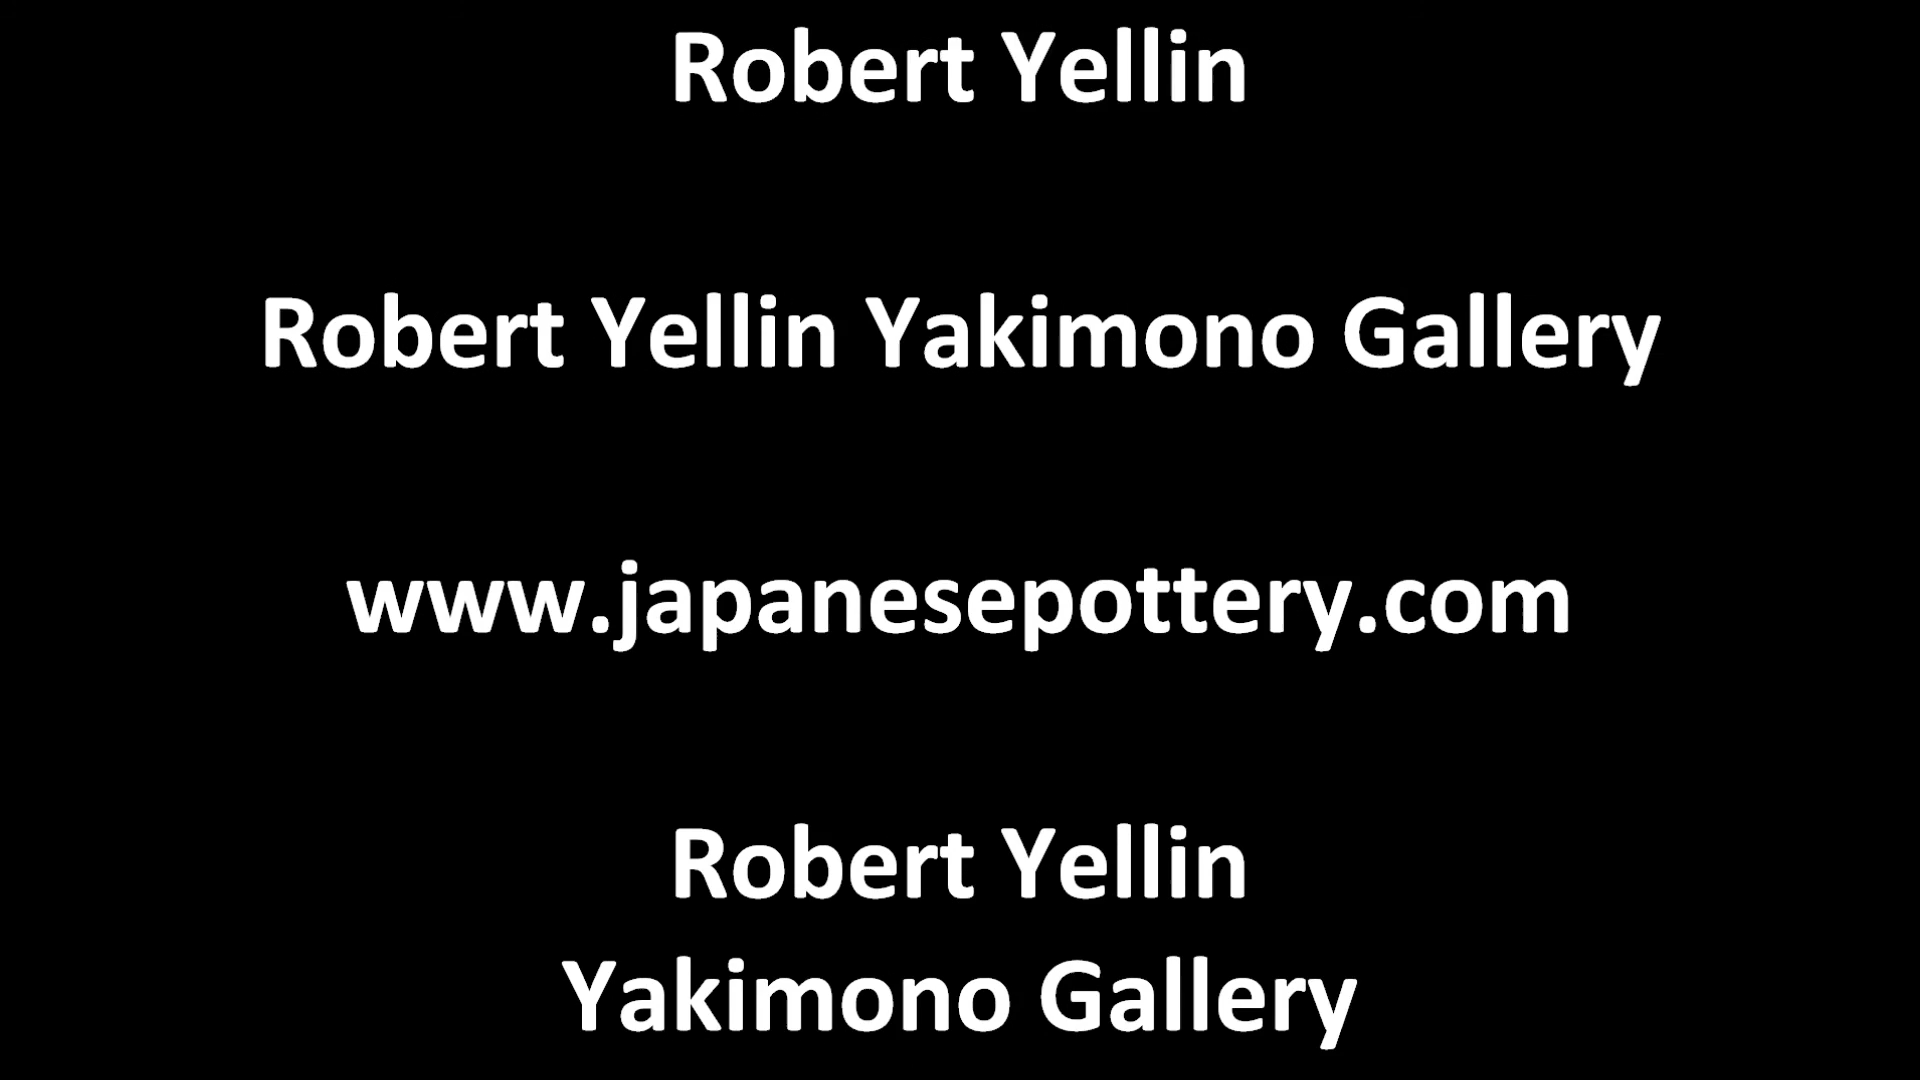 Robert Yellin
Robert Yellin Yakimono Gallery
www.japanesepottery.com
Robert Yellin
Yakimono Gallery